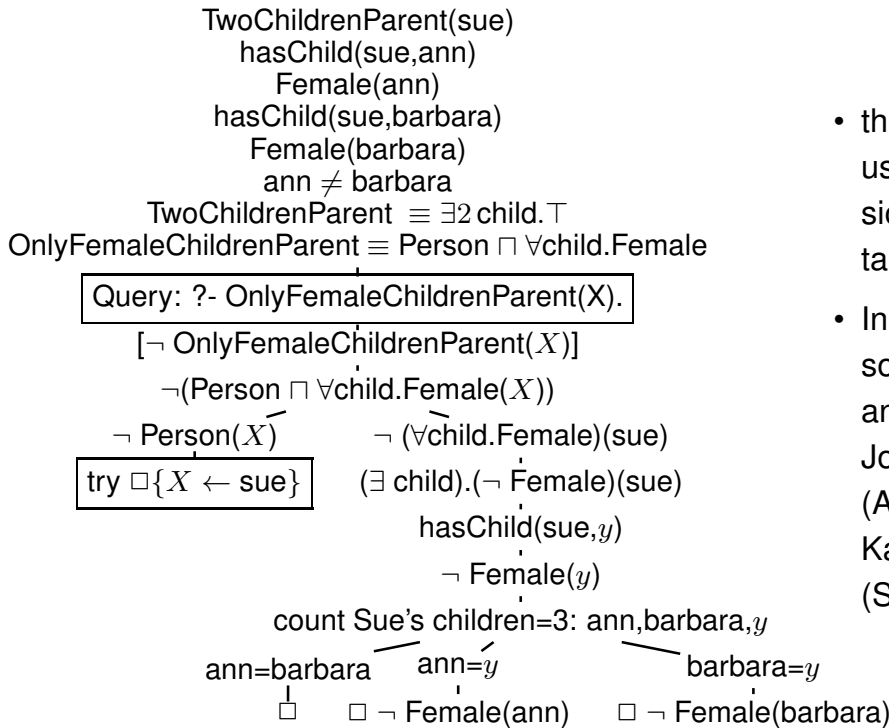 TwoChildrenParent(sue)
hasChild(sue,ann)
Female(ann)
hasChild(sue,barbara)
Female(barbara)
ann ≠ barbara
TwoChildrenParent ≡ ∃2 child.⊤
OnlyFemaleChildrenParent ≡ Person ⊓ ∀child.Female
Query: ?- OnlyFemaleChildrenParent(X).
[¬ OnlyFemaleChildrenParent(X)]
¬(Person ⊓ ∀child.Female(X))
¬ Person(X) ¬ (∀child.Female)(sue)
try □{X ← sue} (∃ child).(¬ Female)(sue)
hasChild(sue,y)
¬ Female(y)
count Sue's children=3: ann,barbara,y
ann=barbara ann=y barbara=y
□ □ ¬ Female(ann) □ ¬ Female(barbara)
• th
us
sic
ta
• In
so
ar
Jo
(A
Ka
(S